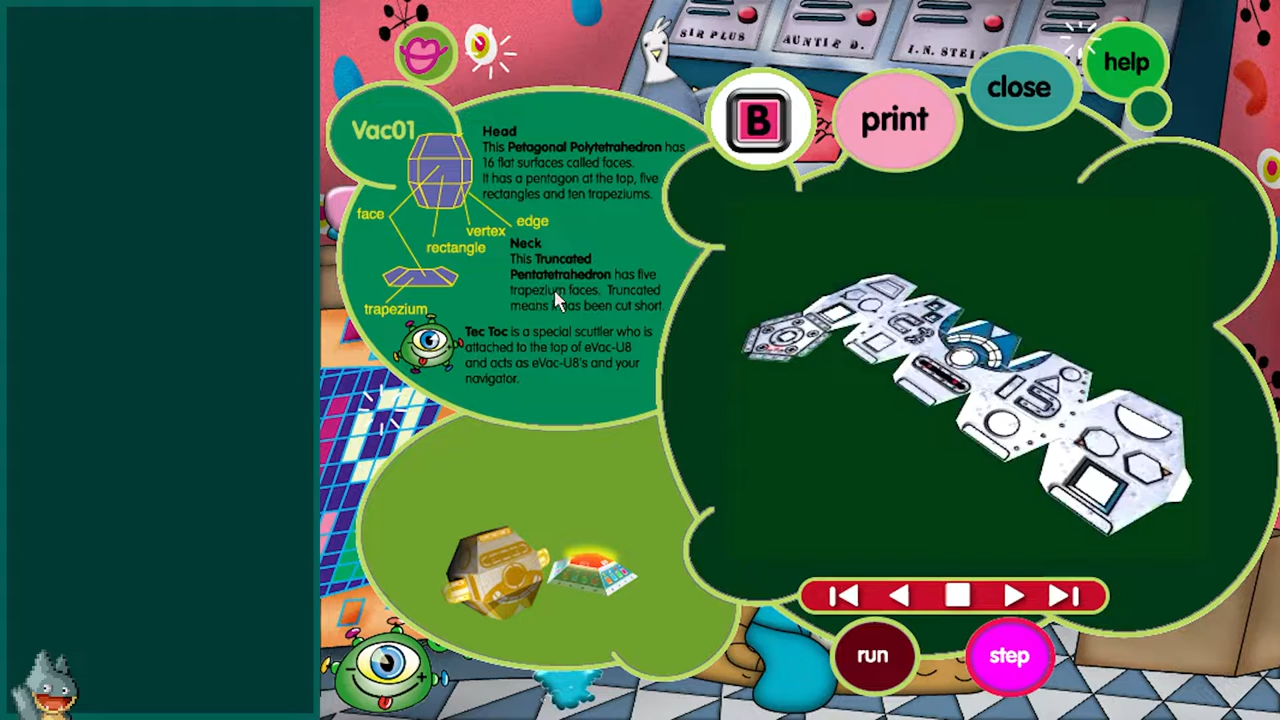 SIR PLUS
AUNTIE D.
I.N. STEIN
help
close
B
print
Vac01
Head
This Petagonal Polytetrahedron has
16 flat surfaces called faces.
It has a pentagon at the top, five
rectangles and ten trapeziums.
face
edge
vertex
rectangle
Neck
This Truncated
Pentatetrahedron has five
trapezium faces. Truncated
means it has been cut short.
trapezium
Tec Toc is a special scuttler who is
attached to the top of eVac-U8
and acts as eVac-U8's and your
navigator.
run
step